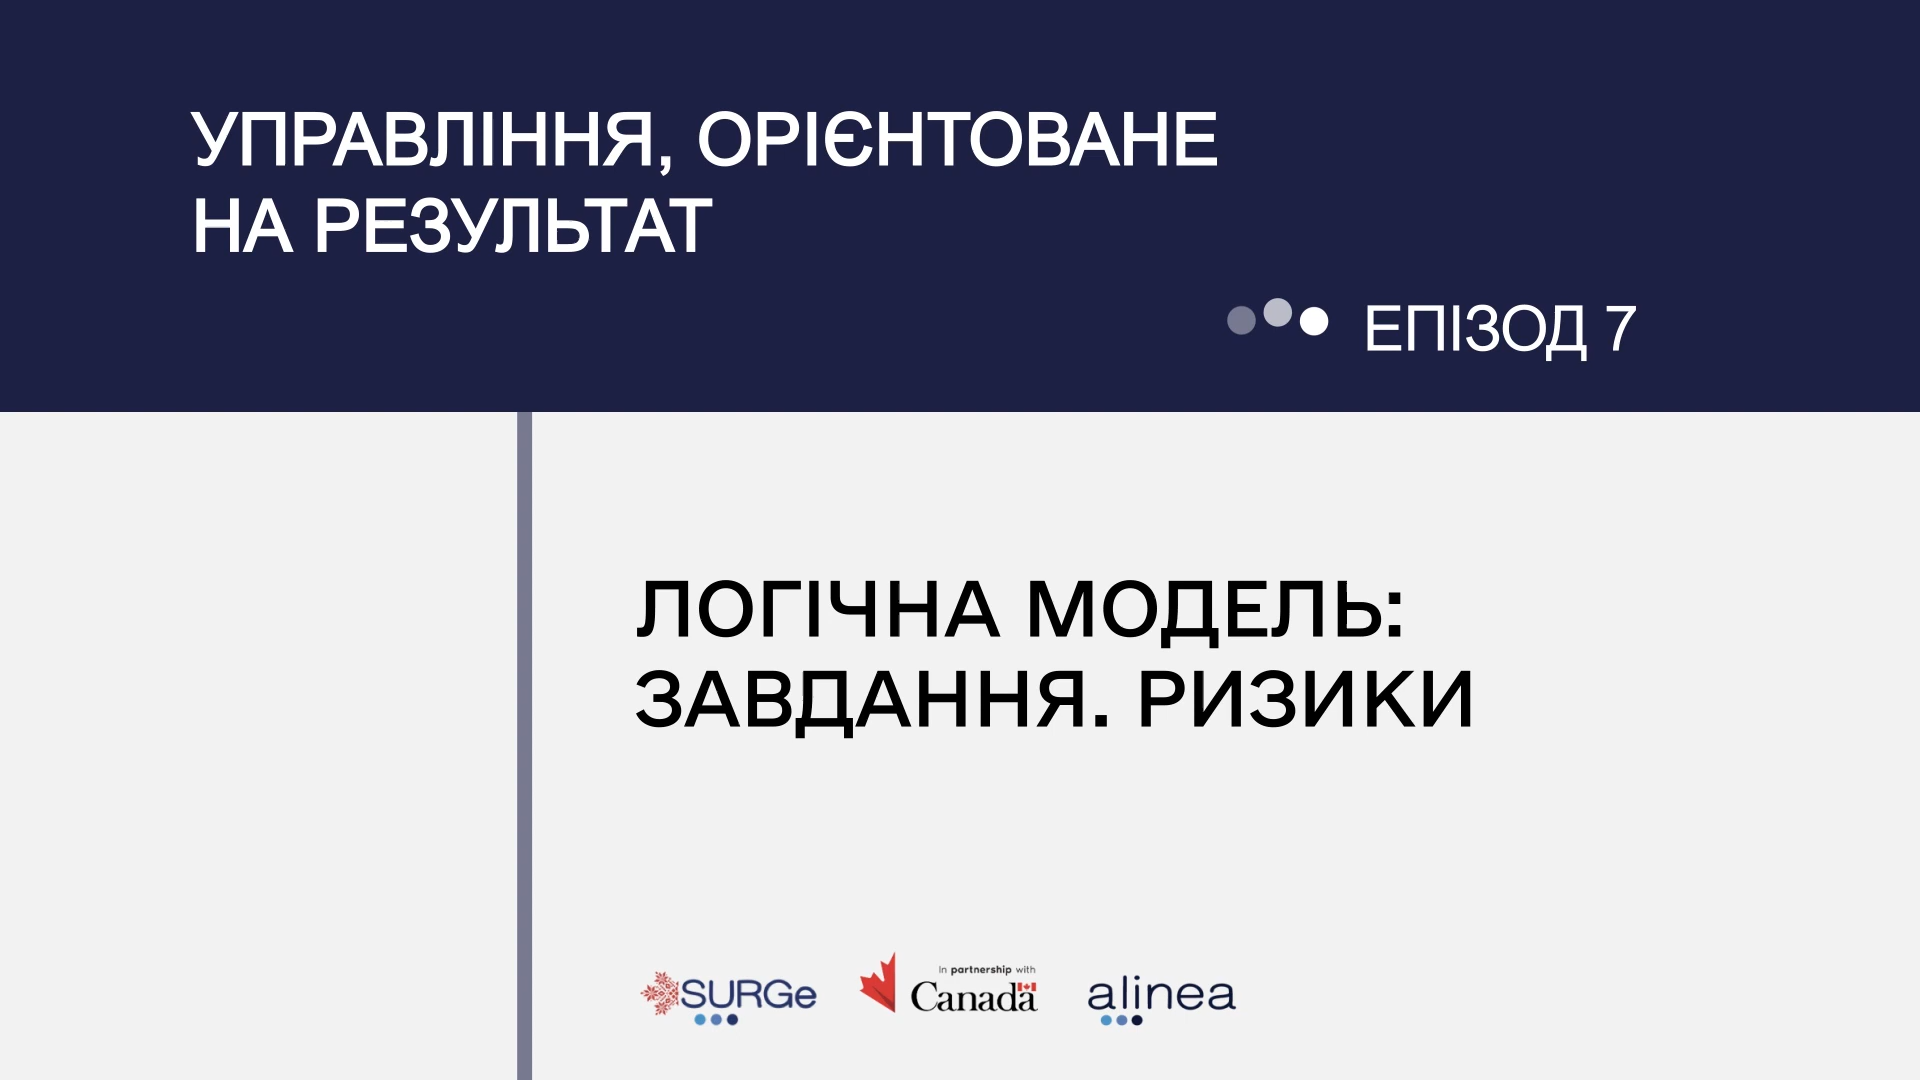 УПРАВЛІННЯ, ОРІЄНТОВАНЕ
НА РЕЗУЛЬТАТ
ЕПІЗОД 7
ЛОГІЧНА МОДЕЛЬ:
ЗАВДАННЯ. РИЗИКИ
SURGe
In partnership with
Canada
alinea